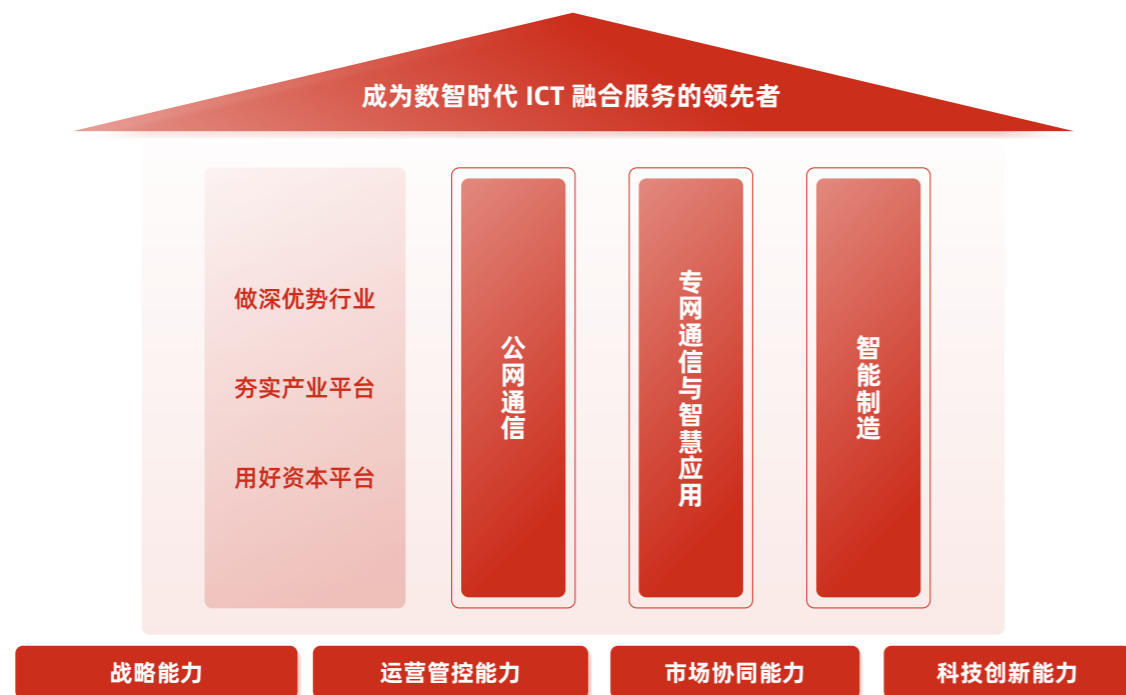 成为数智时代 ICT 融合服务的领先者
做深优势行业
夯实产业平台
用好资本平台
公网通信
专网通信与智慧应用
智能制造
战略能力
运营管控能力
市场协同能力
科技创新能力